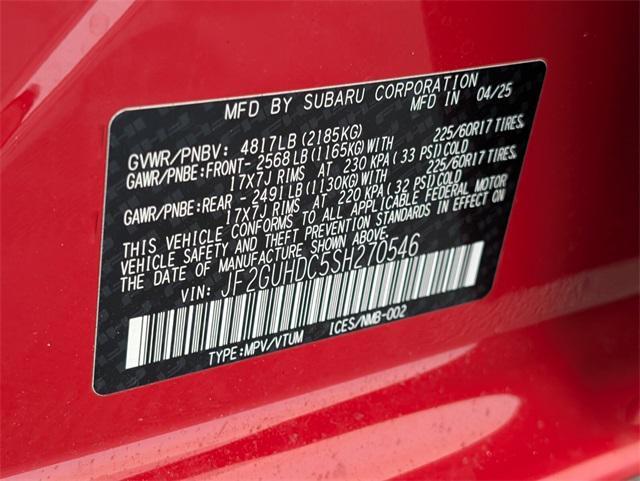 MFD BY SUBARU CORPORATION
MFD IN 04/25
GVWR/PNBV: 4817LB (2185KG)
GAWR/PNBE:FRONT- 2568 LB (1165KG) WITH 225/60R17 TIRES,
17X7J RIMS AT 230 KPA (33 PSI) COLD
GAWR/PNBE:REAR - 2491 LB (1130KG) WITH 225/60R17 TIRES,
17X7J RIMS AT 220 KPA (32 PSI) COLD
THIS VEHICLE CONFORMS TO ALL APPLICABLE FEDERAL MOTOR
VEHICLE SAFETY AND THEFT PREVENTION STANDARDS IN EFFECT ON
THE DATE OF MANUFACTURE SHOWN ABOVE.
VIN: JF2GUHDC5SH270546
TYPE:MPV/VTUM ICES/NMB-002